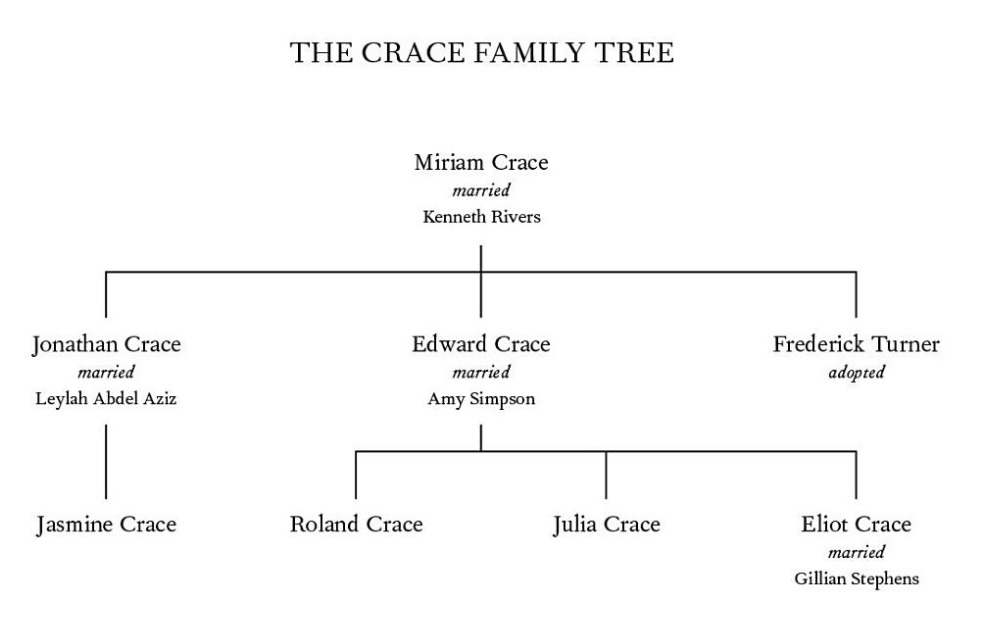 THE CRACE FAMILY TREE
Miriam Crace
married
Kenneth Rivers
Jonathan Crace
married
Leylah Abdel Aziz
Edward Crace
married
Amy Simpson
Frederick Turner
adopted
Jasmine Crace
Roland Crace
Julia Crace
Eliot Crace
married
Gillian Stephens